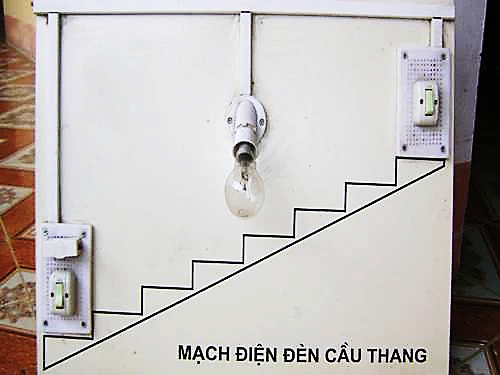 MẠCH ĐIỆN ĐÈN CẦU THANG